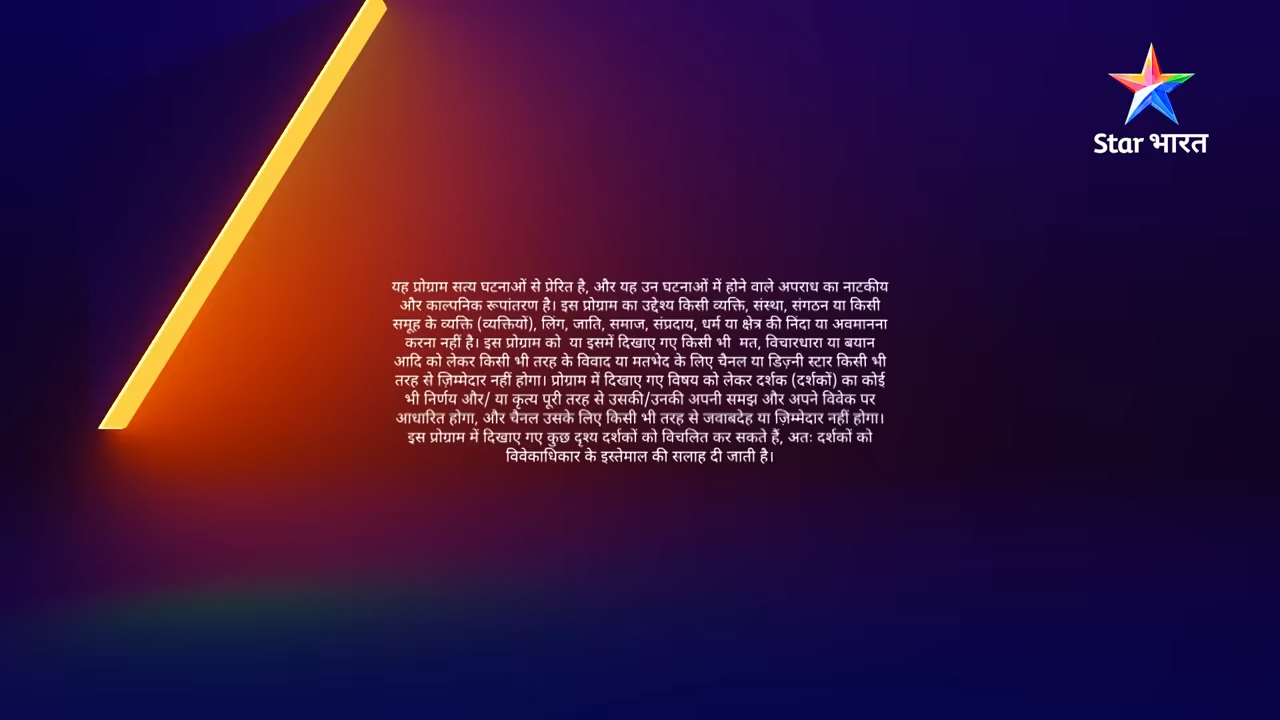 Star भारत
यह प्रोग्राम सत्य घटनाओं से प्रेरित है, और यह उन घटनाओं में होने वाले अपराध का नाटकीय
और काल्पनिक रूपांतरण है। इस प्रोग्राम का उद्देश्य किसी व्यक्ति, संस्था, संगठन या किसी
समूह के व्यक्ति (व्यक्तियों), लिंग, जाति, समाज, संप्रदाय, धर्म या क्षेत्र की निंदा या अवमानना
करना नहीं है। इस प्रोग्राम को  या इसमें दिखाए गए किसी भी  मत, विचारधारा या बयान
आदि को लेकर किसी भी तरह के विवाद या मतभेद के लिए चैनल या डिज़्नी स्टार किसी भी
तरह से ज़िम्मेदार नहीं होगा। प्रोग्राम में दिखाए गए विषय को लेकर दर्शक (दर्शकों) का कोई
भी निर्णय और/ या कृत्य पूरी तरह से उसकी/उनकी अपनी समझ और अपने विवेक पर
आधारित होगा, और चैनल उसके लिए किसी भी तरह से जवाबदेह या ज़िम्मेदार नहीं होगा।
इस प्रोग्राम में दिखाए गए कुछ दृश्य दर्शकों को विचलित कर सकते हैं, अतः दर्शकों को
विवेकाधिकार के इस्तेमाल की सलाह दी जाती है।